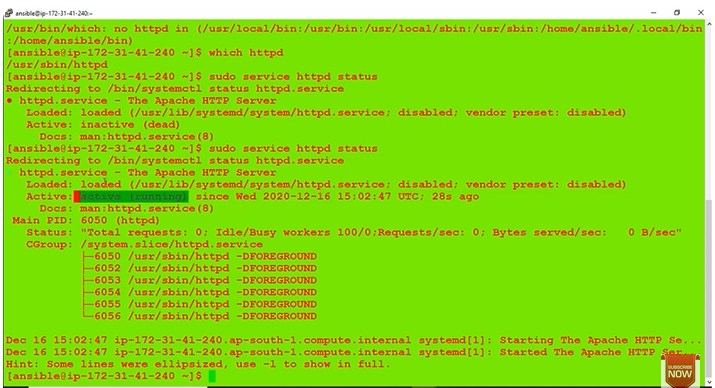 ansible@ip-172-31-41-240:~
/usr/bin/which: no httpd in (/usr/local/bin:/usr/bin:/usr/local/sbin:/usr/sbin:/home/ansible/.local/bin
:/home/ansible/bin)
[ansible@ip-172-31-41-240 ~]$ which httpd
/usr/sbin/httpd
[ansible@ip-172-31-41-240 ~]$ sudo service httpd status
Redirecting to /bin/systemctl status httpd.service
● httpd.service - The Apache HTTP Server
Loaded: loaded (/usr/lib/systemd/system/httpd.service; disabled; vendor preset: disabled)
Active: inactive (dead)
Docs: man:httpd.service(8)
[ansible@ip-172-31-41-240 ~]$ sudo service httpd status
Redirecting to /bin/systemctl status httpd.service
httpd.service - The Apache HTTP Server
Loaded: loaded (/usr/lib/systemd/system/httpd.service; disabled; vendor preset: disabled)
Active: active (running) since Wed 2020-12-16 15:02:47 UTC; 28s ago
Docs: man:httpd.service(8)
Main PID: 6050 (httpd)
Status: "Total requests: 0; Idle/Busy workers 100/0;Requests/sec: 0; Bytes served/sec: 0 B/sec"
CGroup: /system.slice/httpd.service
├─6050 /usr/sbin/httpd -DFOREGROUND
├─6052 /usr/sbin/httpd -DFOREGROUND
├─6053 /usr/sbin/httpd -DFOREGROUND
├─6054 /usr/sbin/httpd -DFOREGROUND
├─6055 /usr/sbin/httpd -DFOREGROUND
└─6056 /usr/sbin/httpd -DFOREGROUND
Dec 16 15:02:47 ip-172-31-41-240.ap-south-1.compute.internal systemd[1]: Starting The Apache HTTP Se...
Dec 16 15:02:47 ip-172-31-41-240.ap-south-1.compute.internal systemd[1]: Started The Apache HTTP Ser...
Hint: Some lines were ellipsized, use -l to show in full.
[ansible@ip-172-31-41-240 ~]$
SUBSCRIBE
NOW